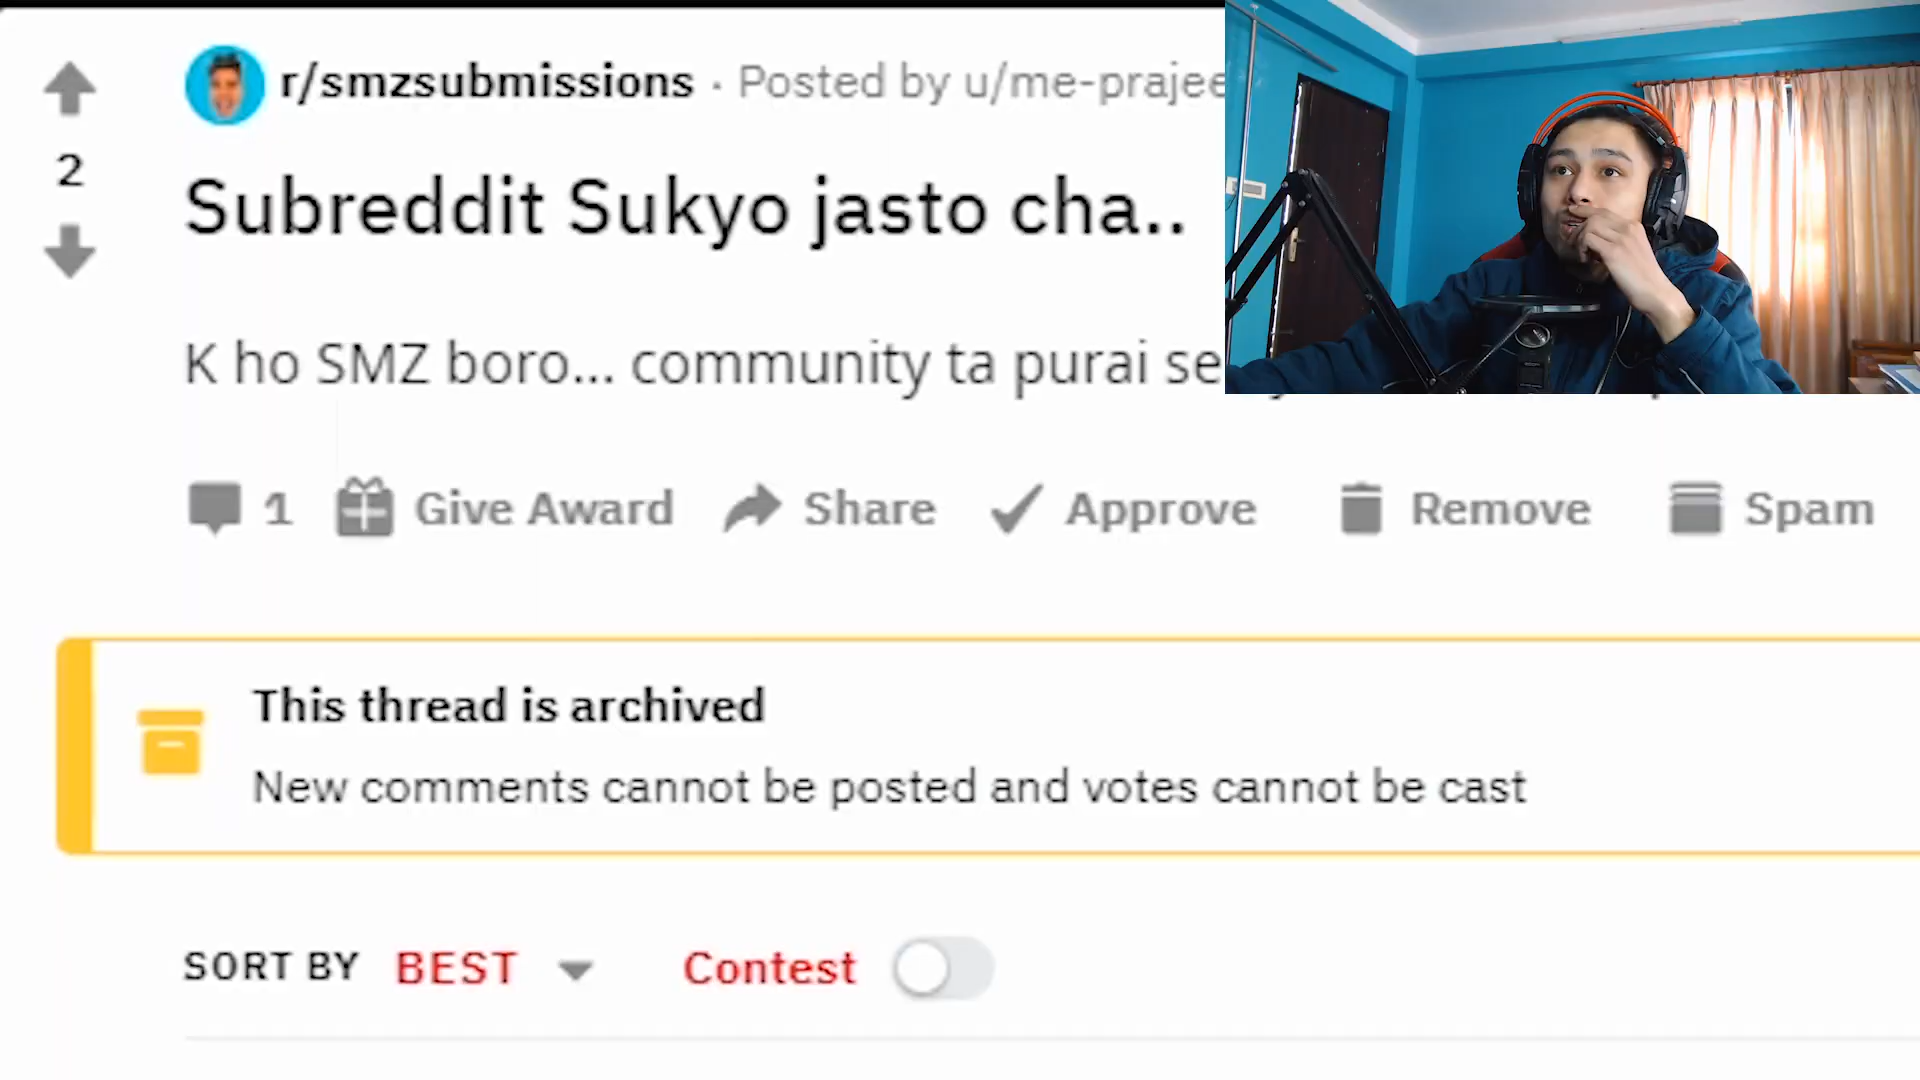 r/smzsubmissions · Posted by u/me-prajee
2
Subreddit Sukyo jasto cha..
K ho SMZ boro... community ta purai
1 Give Award Share Approve Remove Spam
This thread is archived
New comments cannot be posted and votes cannot be cast
SORT BY BEST Contest